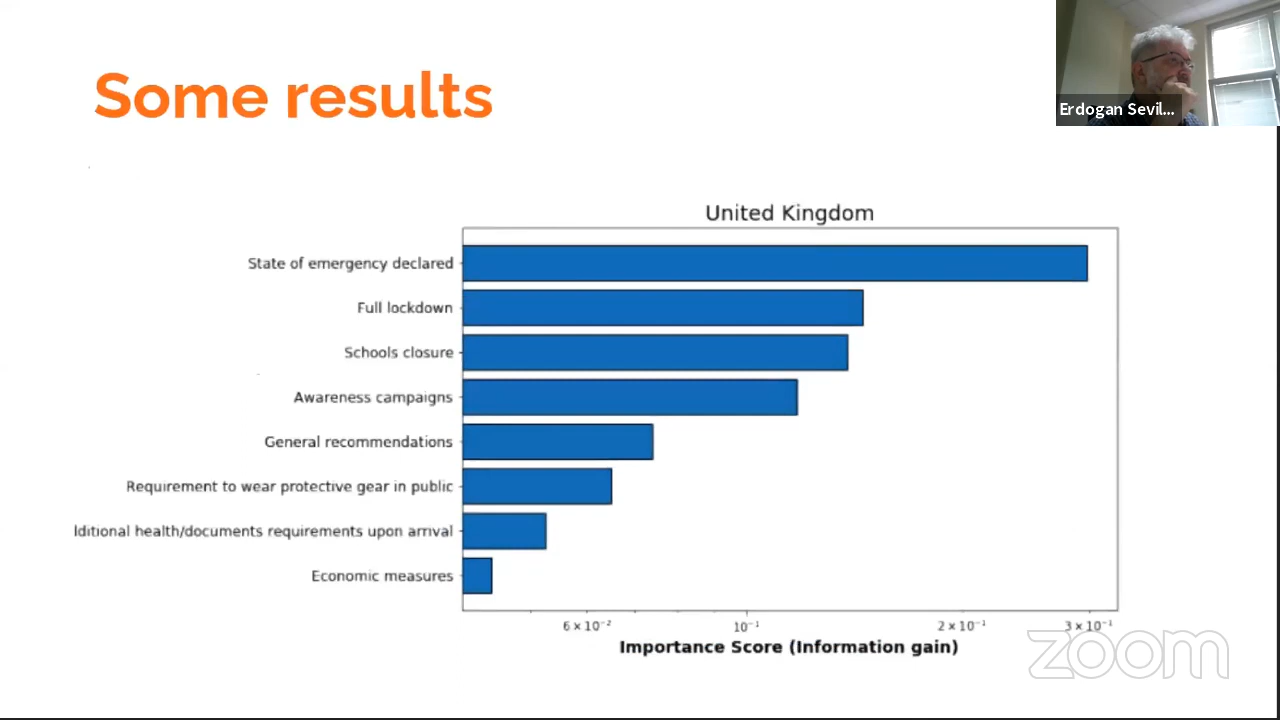 Some results
Erdogan Sevil...
United Kingdom
State of emergency declared
Full lockdown
Schools closure
Awareness campaigns
General recommendations
Requirement to wear protective gear in public
lditional health/documents requirements upon arrival
Economic measures
6 × 10⁻² 10⁻¹ 2 × 10⁻¹ 3 × 10⁻¹
Importance Score (Information gain)
zoom